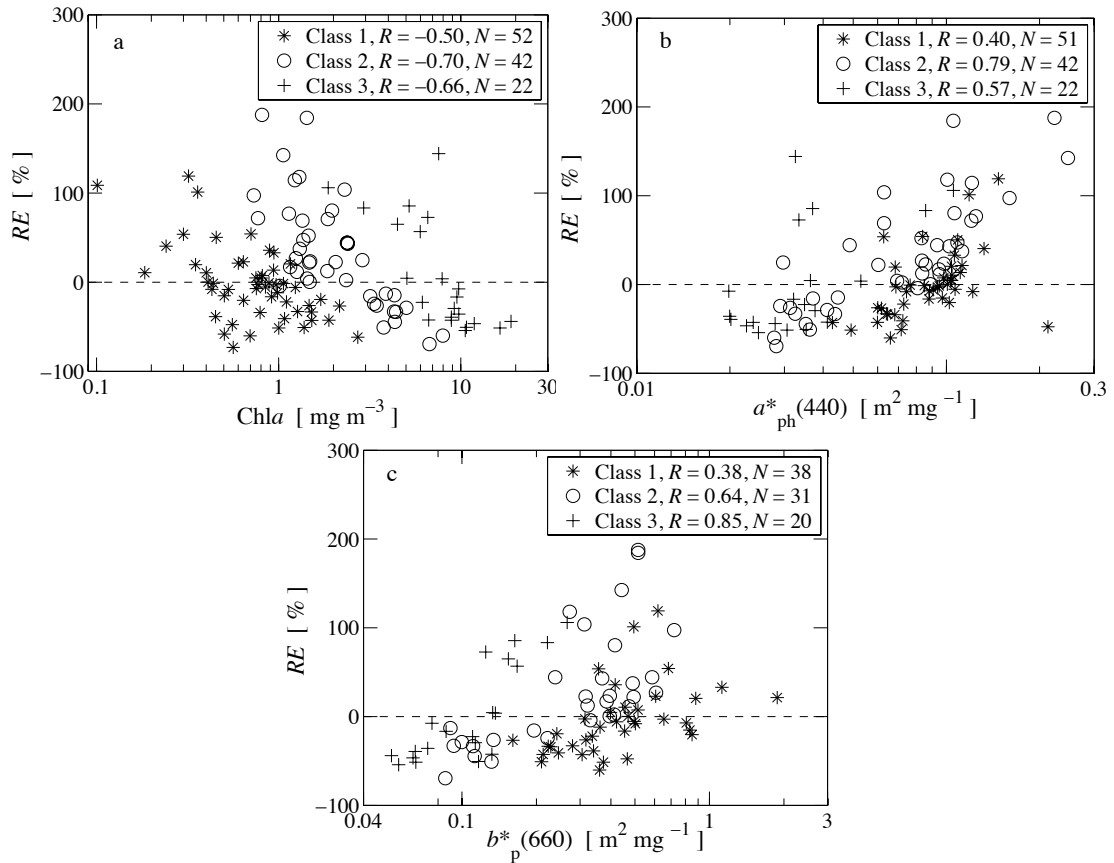 300
200
100
0
−100
RE [ % ]
a
Class 1, R = −0.50, N = 52
Class 2, R = −0.70, N = 42
Class 3, R = −0.66, N = 22
0.1 1 10 30
Chla [ mg m−3 ]
300
200
100
0
−100
RE [ % ]
b
Class 1, R = 0.40, N = 51
Class 2, R = 0.79, N = 42
Class 3, R = 0.57, N = 22
0.01 0.1 0.3
a*ph(440) [ m2 mg −1 ]
300
200
100
0
−100
RE [ % ]
c
Class 1, R = 0.38, N = 38
Class 2, R = 0.64, N = 31
Class 3, R = 0.85, N = 20
0.04 0.1 1 3
b*p(660) [ m2 mg −1 ]